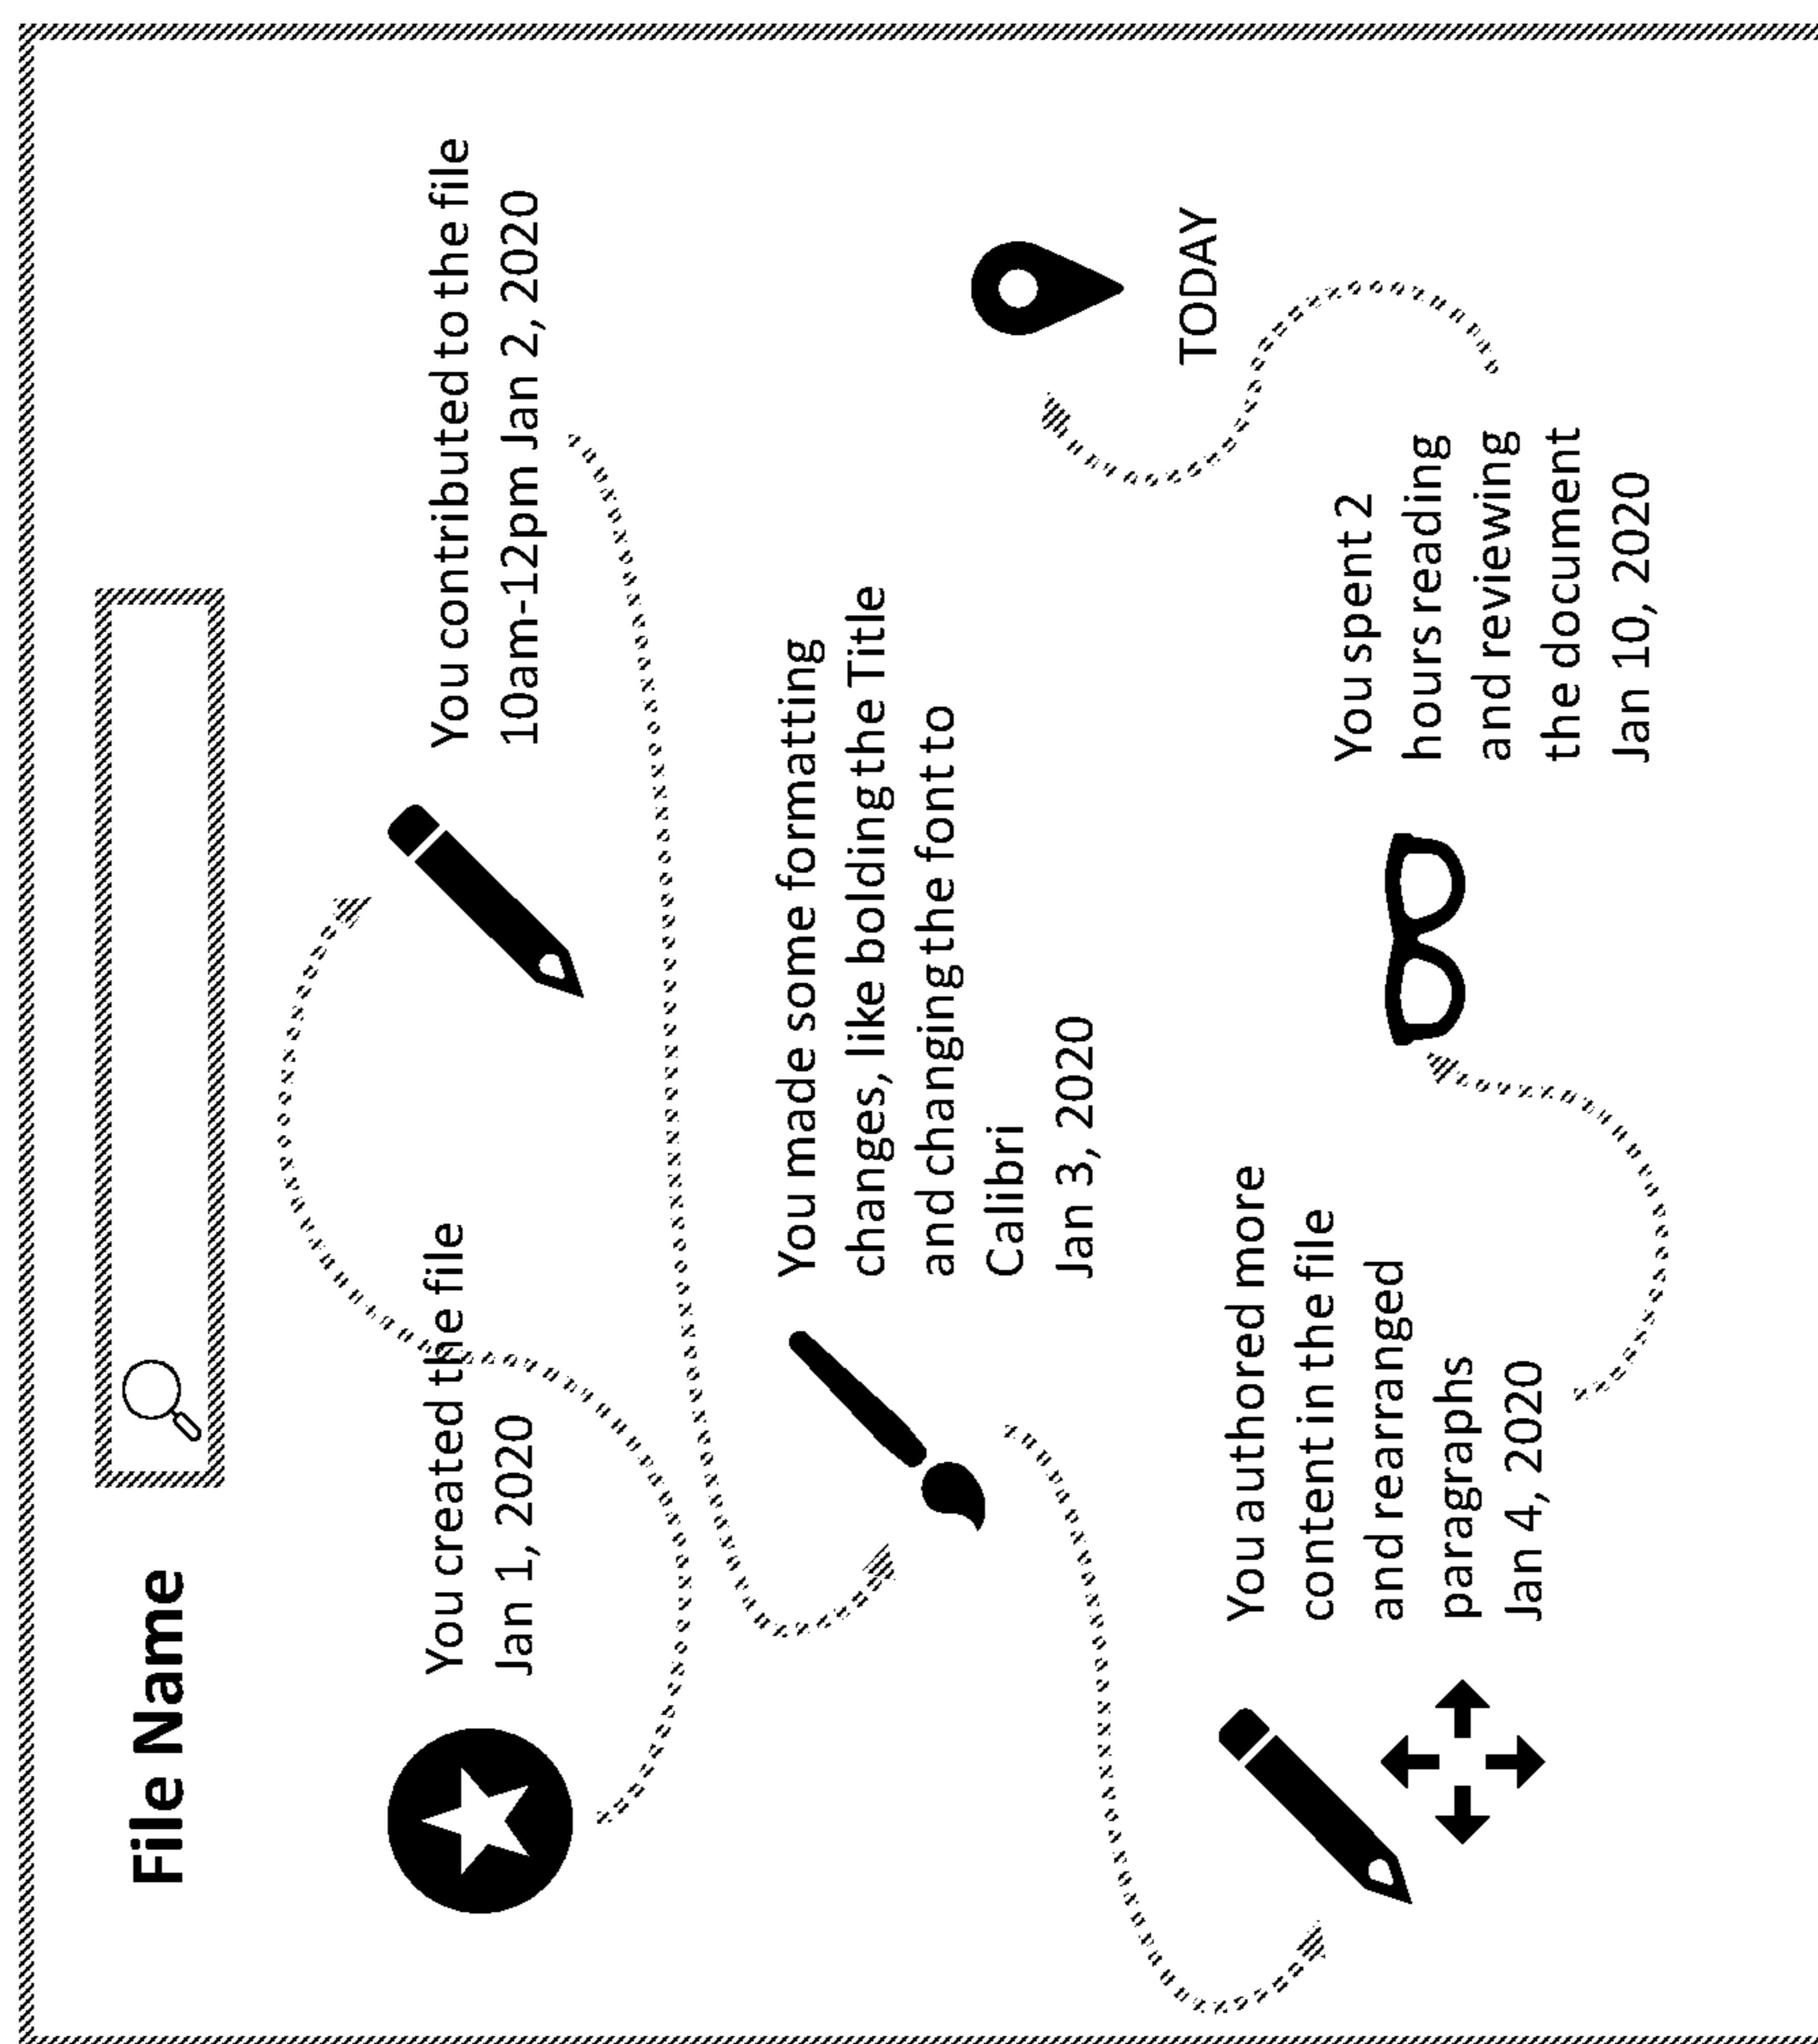 File Name
You created the file
Jan 1, 2020
You contributed to the file
10am-12pm Jan 2, 2020
You made some formatting
changes, like bolding the Title
and changing the font to
Calibri
Jan 3, 2020
You authored more
content in the file
and rearranged
paragraphs
Jan 4, 2020
You spent 2
hours reading
and reviewing
the document
Jan 10, 2020
TODAY